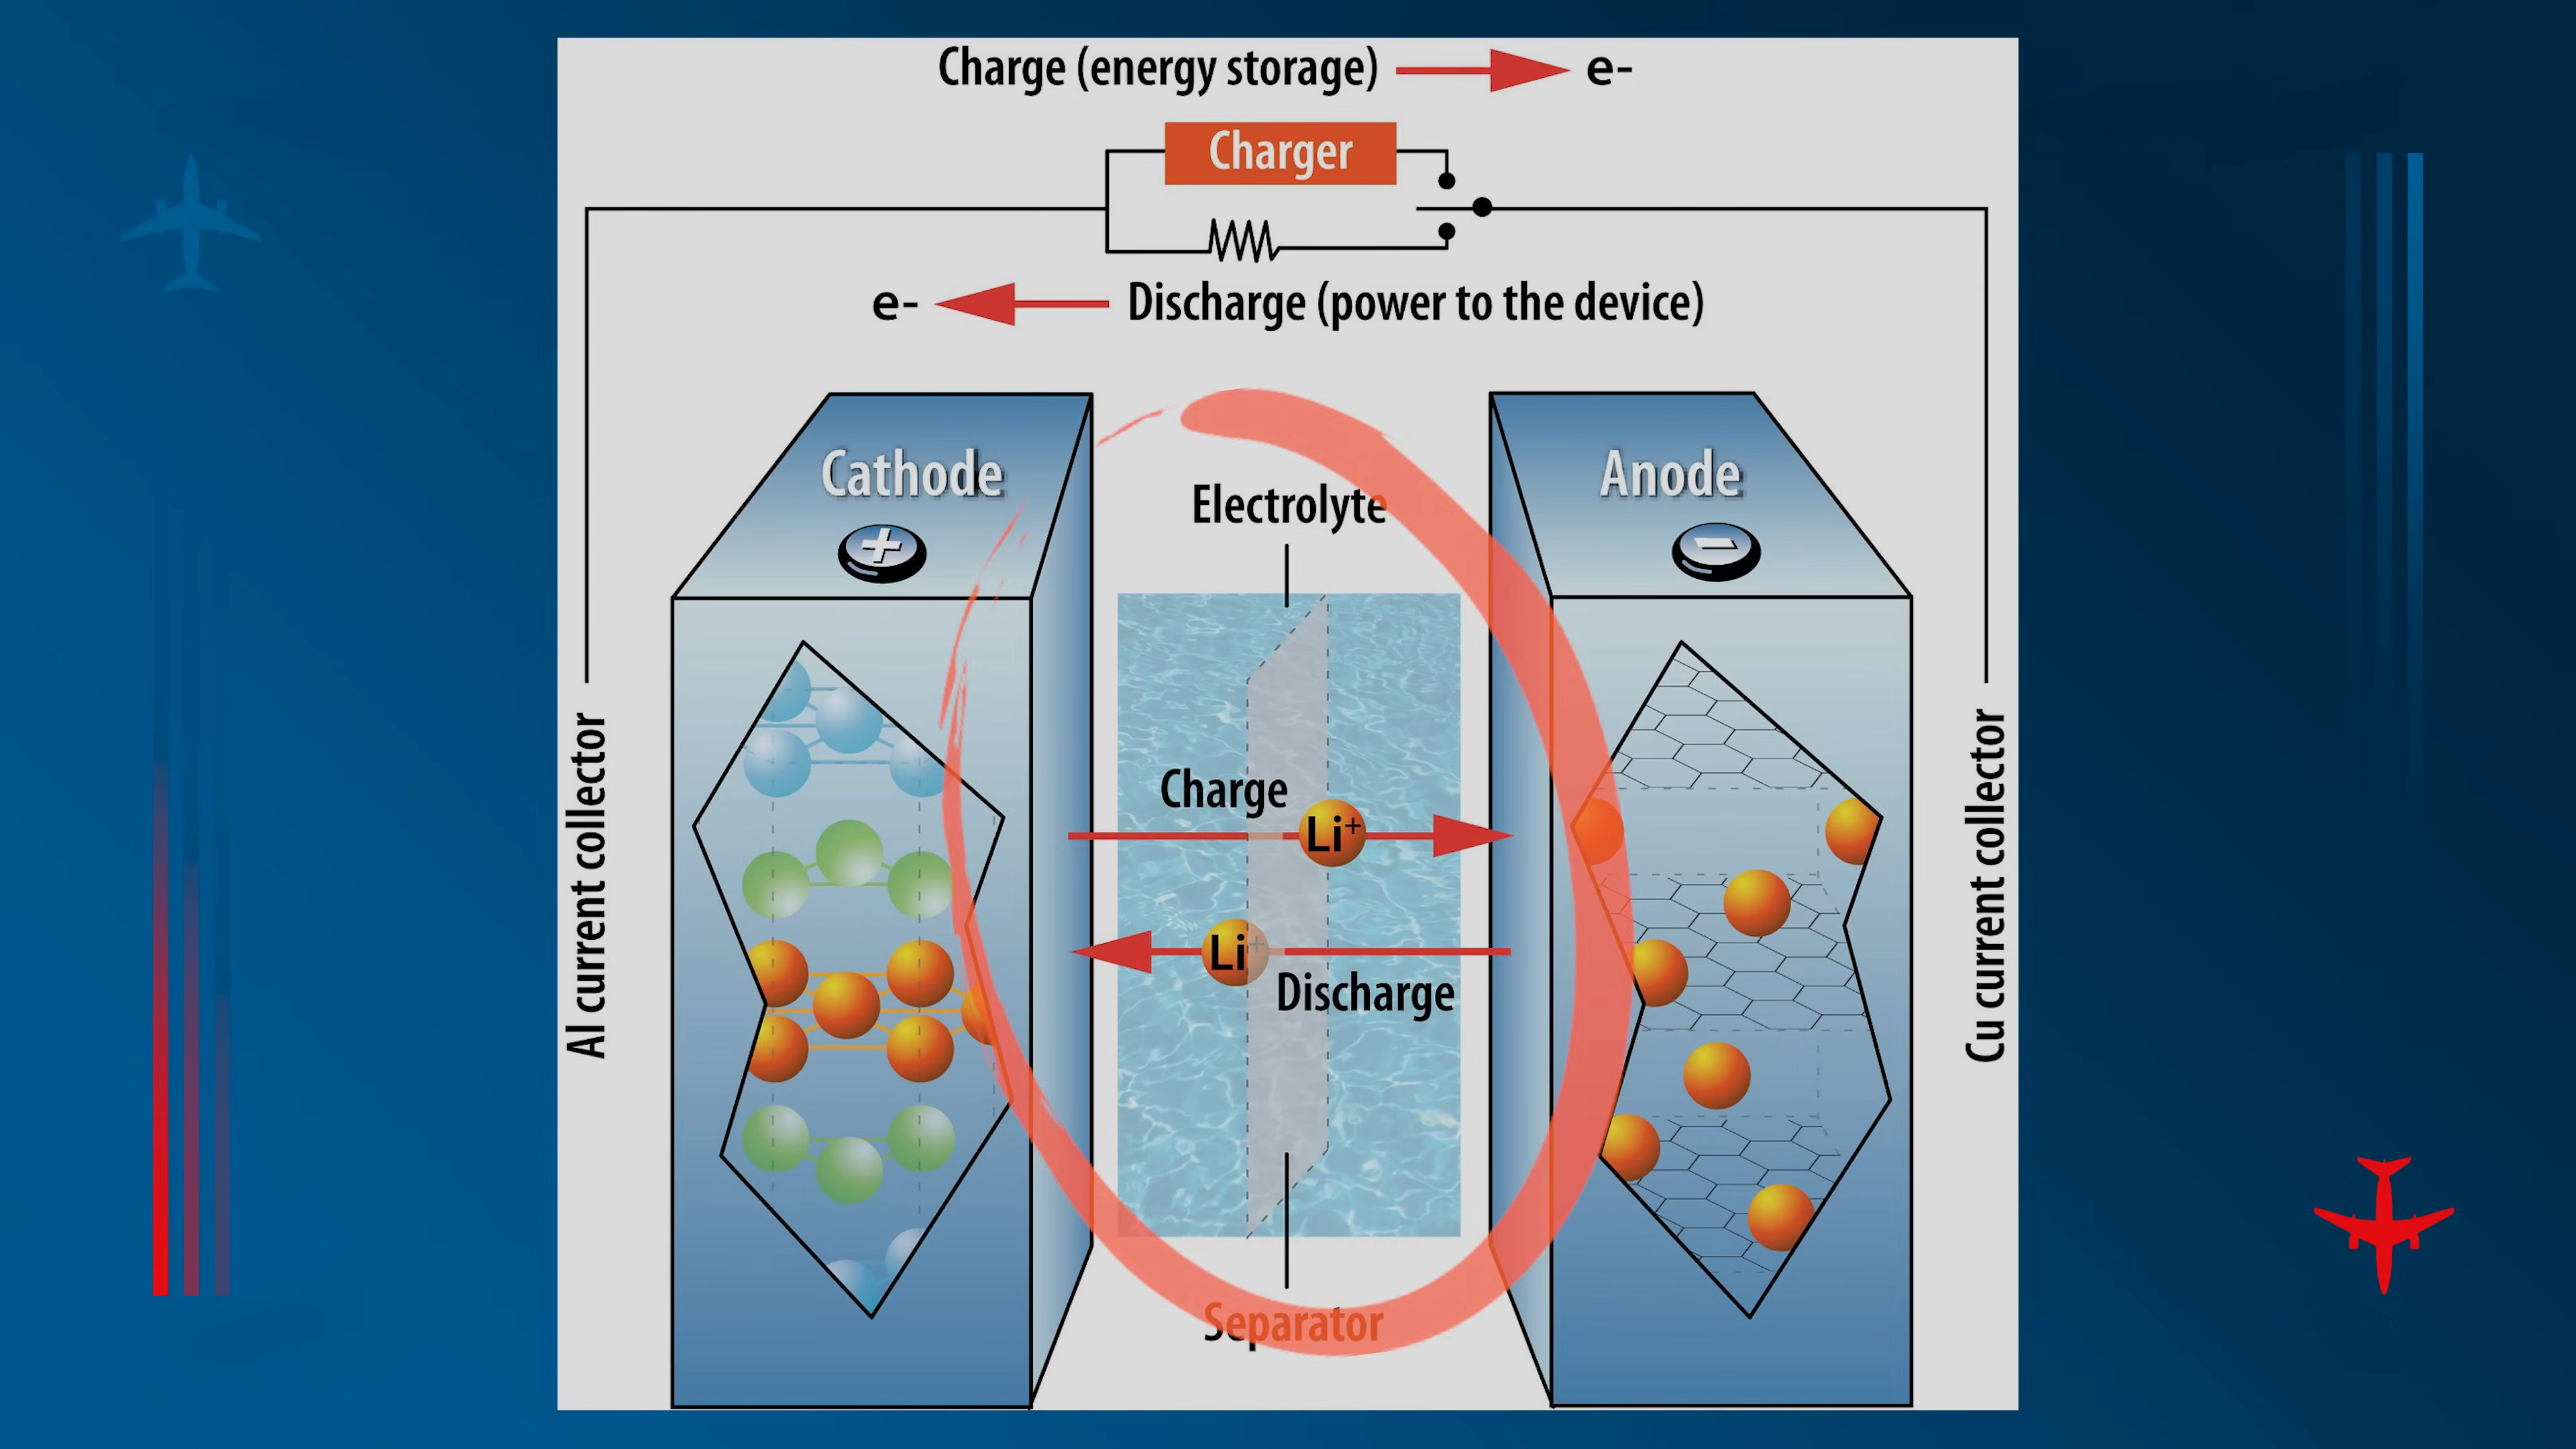 Charge (energy storage) e-
Charger
e- Discharge (power to the device)
Cathode
+
Anode
−
Electrolyte
Al current collector
Cu current collector
Charge
Li+
Li+
Discharge
Separator